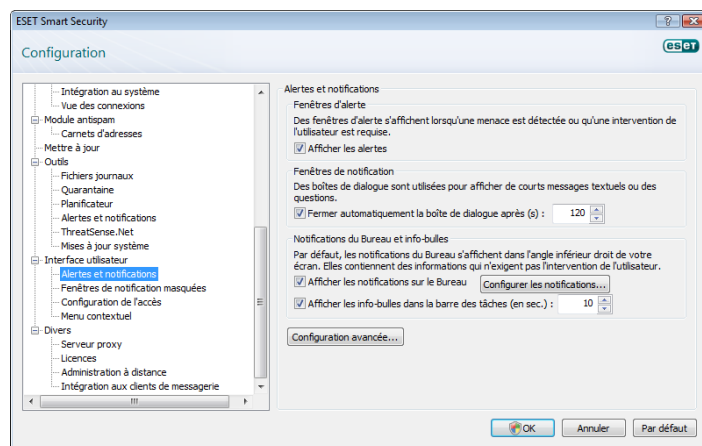 ESET Smart Security
Configuration
eset
Intégration au système
Vue des connexions
Module antispam
Carnets d'adresses
Mettre à jour
Outils
Fichiers journaux
Quarantaine
Planificateur
Alertes et notifications
ThreatSense.Net
Mises à jour système
Interface utilisateur
Alertes et notifications
Fenêtres de notification masquées
Configuration de l'accès
Menu contextuel
Divers
Serveur proxy
Licences
Administration à distance
Intégration aux clients de messagerie
Alertes et notifications
Fenêtres d'alerte
Des fenêtres d'alerte s'affichent lorsqu'une menace est détectée ou qu'une intervention de
l'utilisateur est requise.
Afficher les alertes
Fenêtres de notification
Des boîtes de dialogue sont utilisées pour afficher de courts messages textuels ou des
questions.
Fermer automatiquement la boîte de dialogue après (s) : 120
Notifications du Bureau et info-bulles
Par défaut, les notifications du Bureau s'affichent dans l'angle inférieur droit de votre
écran. Elles contiennent des informations qui n'exigent pas l'intervention de l'utilisateur.
Afficher les notifications sur le Bureau Configurer les notifications...
Afficher les info-bulles dans la barre des tâches (en sec.) : 10
Configuration avancée...
OK Annuler Par défaut